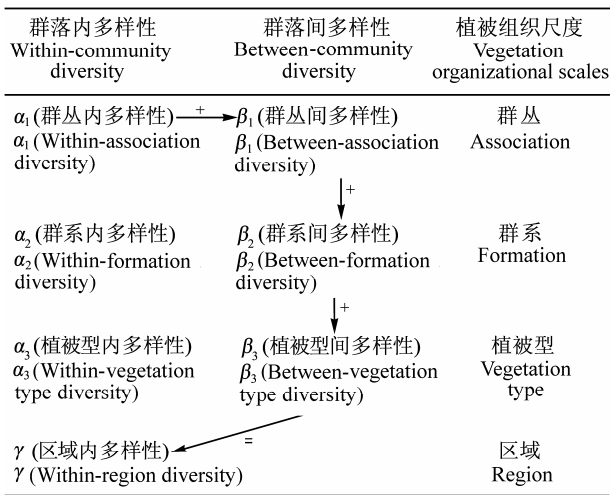 群落内多样性 群落间多样性 植被组织尺度
Within-community Between-community Vegetation
diversity diversity organizational scales
α₁(群丛内多样性) + β₁(群丛间多样性) 群丛
α₁(Within-association β₁(Between-association Association
diversity) diversity)
+
α₂(群系内多样性) β₂(群系间多样性) 群系
α₂(Within-formation β₂(Between-formation Formation
diversity) diversity)
+
α₃(植被型内多样性) β₃(植被型间多样性) 植被型
α₃(Within-vegetation β₃(Between-vegetation Vegetation
type diversity) type diversity) type
=
γ (区域内多样性) 区域
γ (Within-region diversity) Region